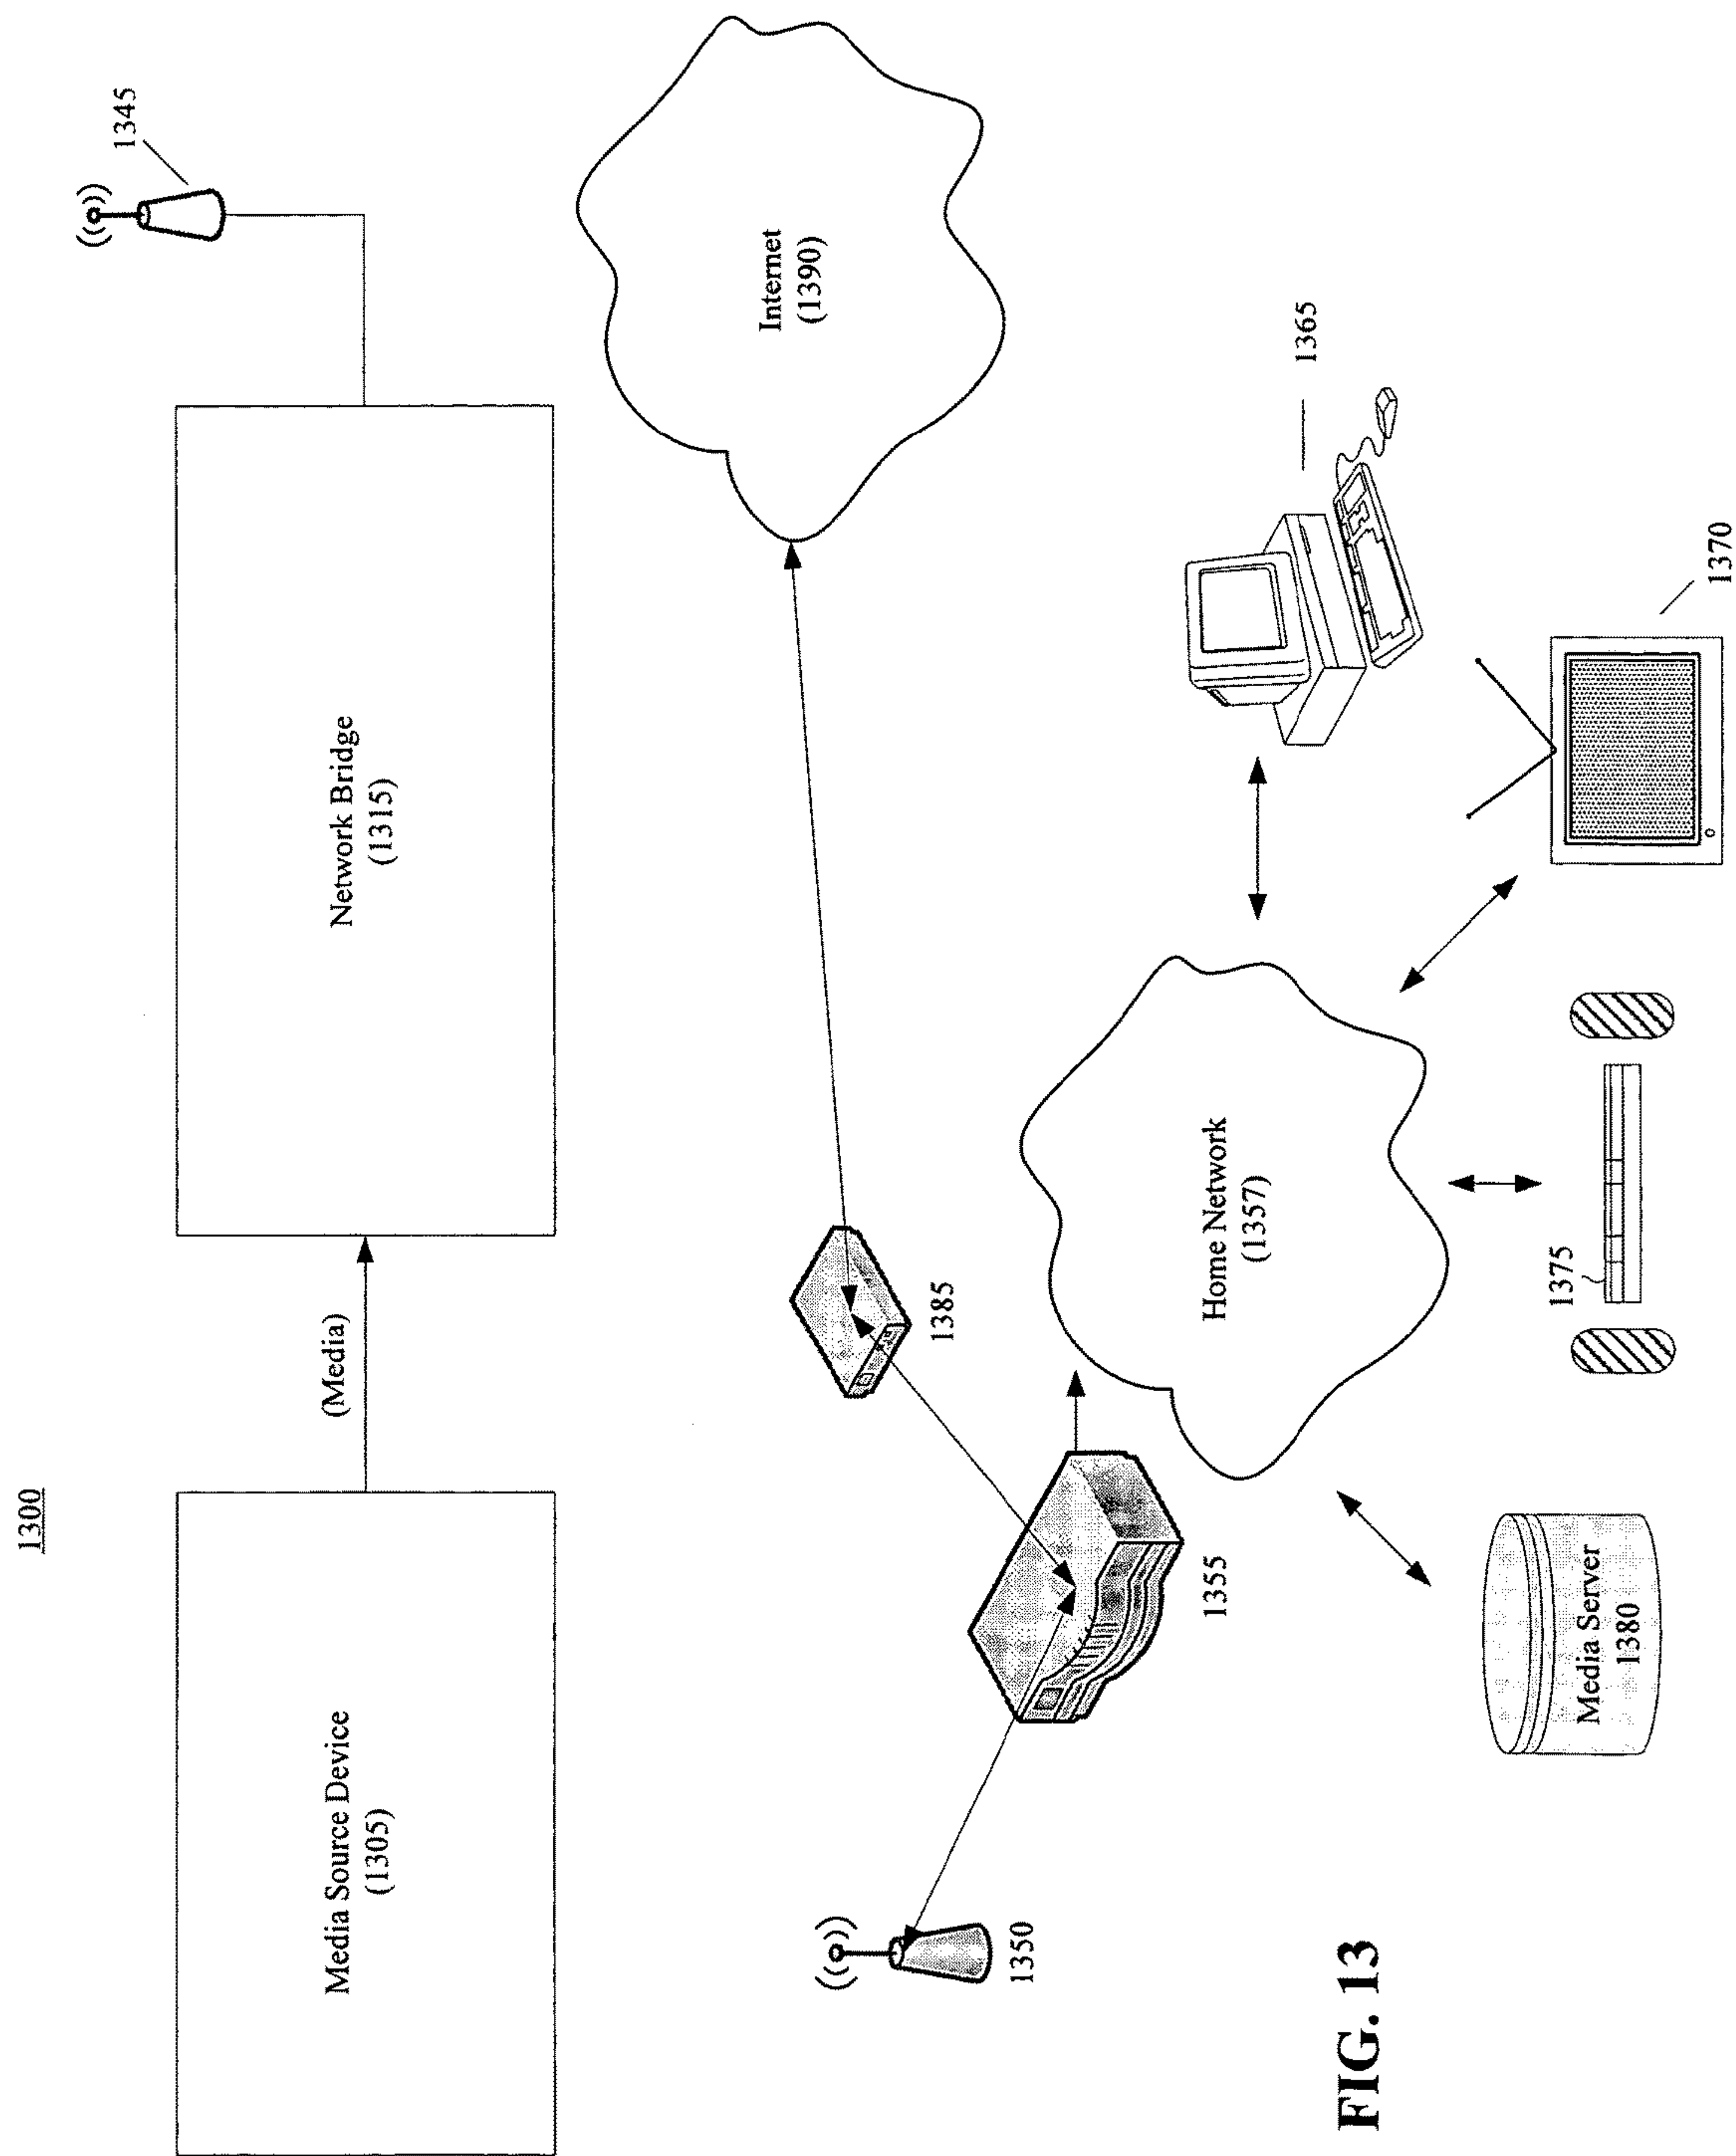 1300
Media Source Device
(1305)
(Media)
Network Bridge
(1315)
1345
1350
1355
1385
Internet
(1390)
Home Network
(1357)
1365
1370
1375
Media Server
1380
FIG. 13